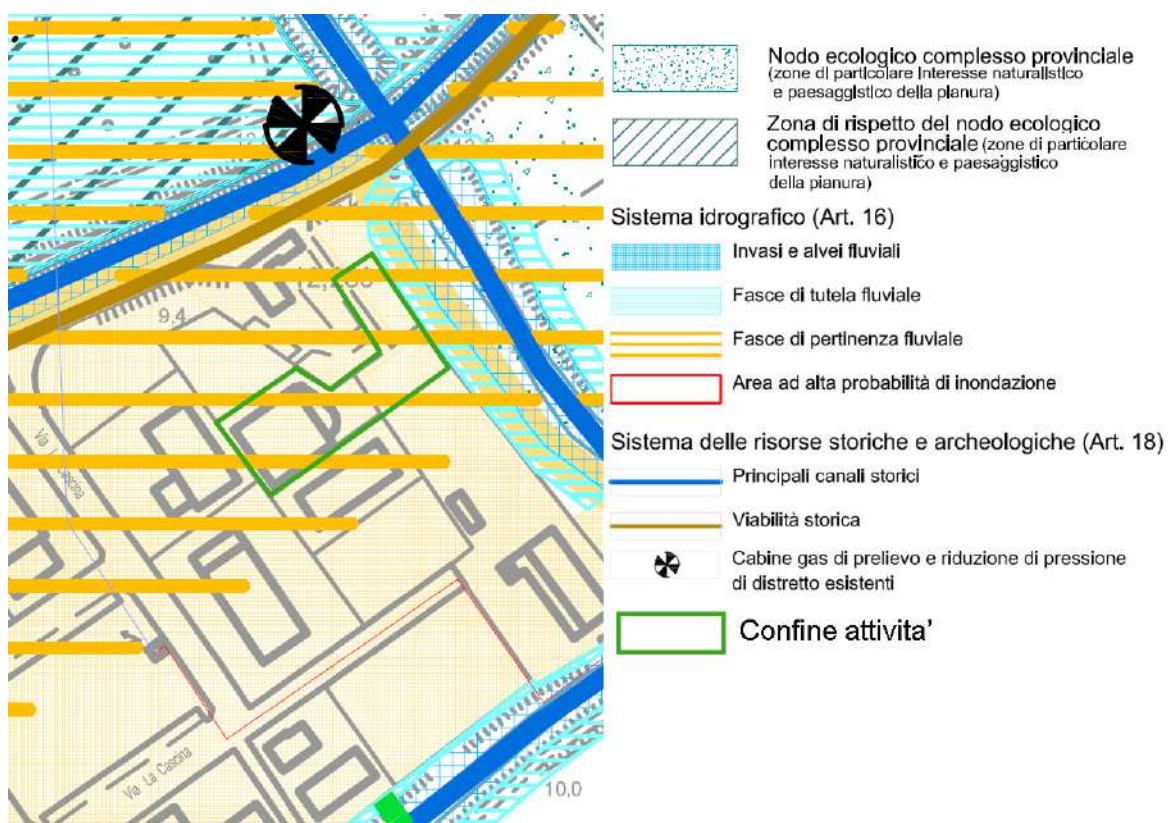 Nodo ecologico complesso provinciale
(zone di particolare interesse naturalistico
e paesaggistico della pianura)
Zona di rispetto del nodo ecologico
complesso provinciale (zone di particolare
interesse naturalistico e paesaggistico
della pianura)
Sistema idrografico (Art. 16)
Invasi e alvei fluviali
Fasce di tutela fluviale
Fasce di pertinenza fluviale
Area ad alta probabilità di inondazione
Sistema delle risorse storiche e archeologiche (Art. 18)
Principali canali storici
Viabilità storica
Cabine gas di prelievo e riduzione di pressione
di distretto esistenti
Confine attivita'
9,4
Via La Cascina
10,0